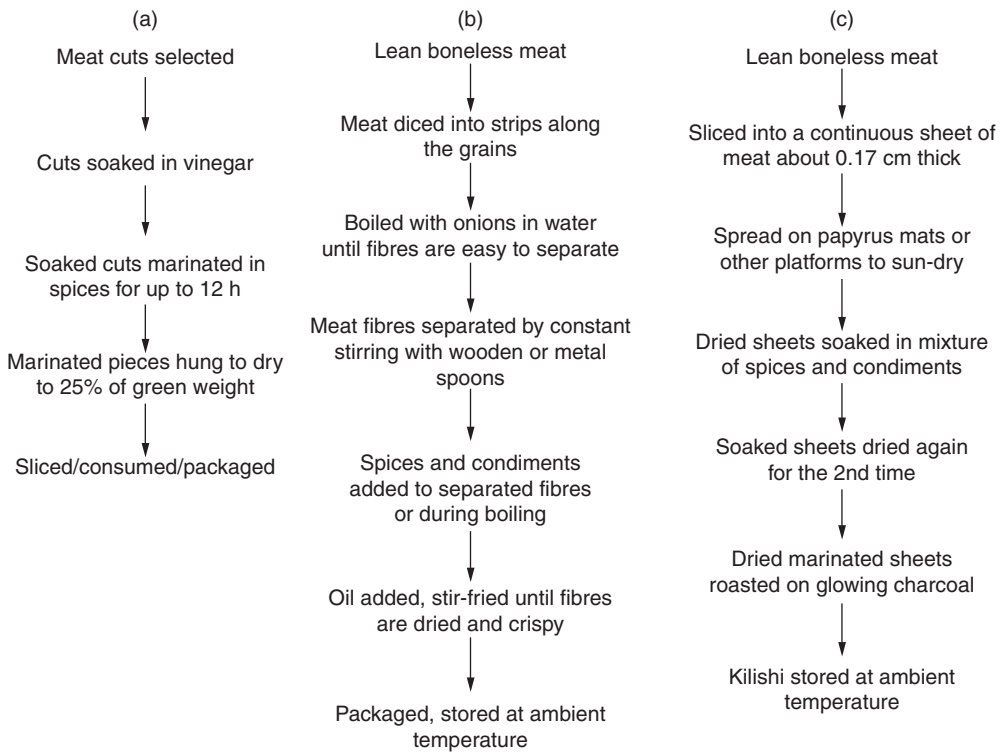 (a)
Meat cuts selected
Cuts soaked in vinegar
Soaked cuts marinated in
spices for up to 12 h
Marinated pieces hung to dry
to 25% of green weight
Sliced/consumed/packaged
(b)
Lean boneless meat
Meat diced into strips along
the grains
Boiled with onions in water
until fibres are easy to separate
Meat fibres separated by constant
stirring with wooden or metal
spoons
Spices and condiments
added to separated fibres
or during boiling
Oil added, stir-fried until fibres
are dried and crispy
Packaged, stored at ambient
temperature
(c)
Lean boneless meat
Sliced into a continuous sheet of
meat about 0.17 cm thick
Spread on papyrus mats or
other platforms to sun-dry
Dried sheets soaked in mixture
of spices and condiments
Soaked sheets dried again
for the 2nd time
Dried marinated sheets
roasted on glowing charcoal
Kilishi stored at ambient
temperature